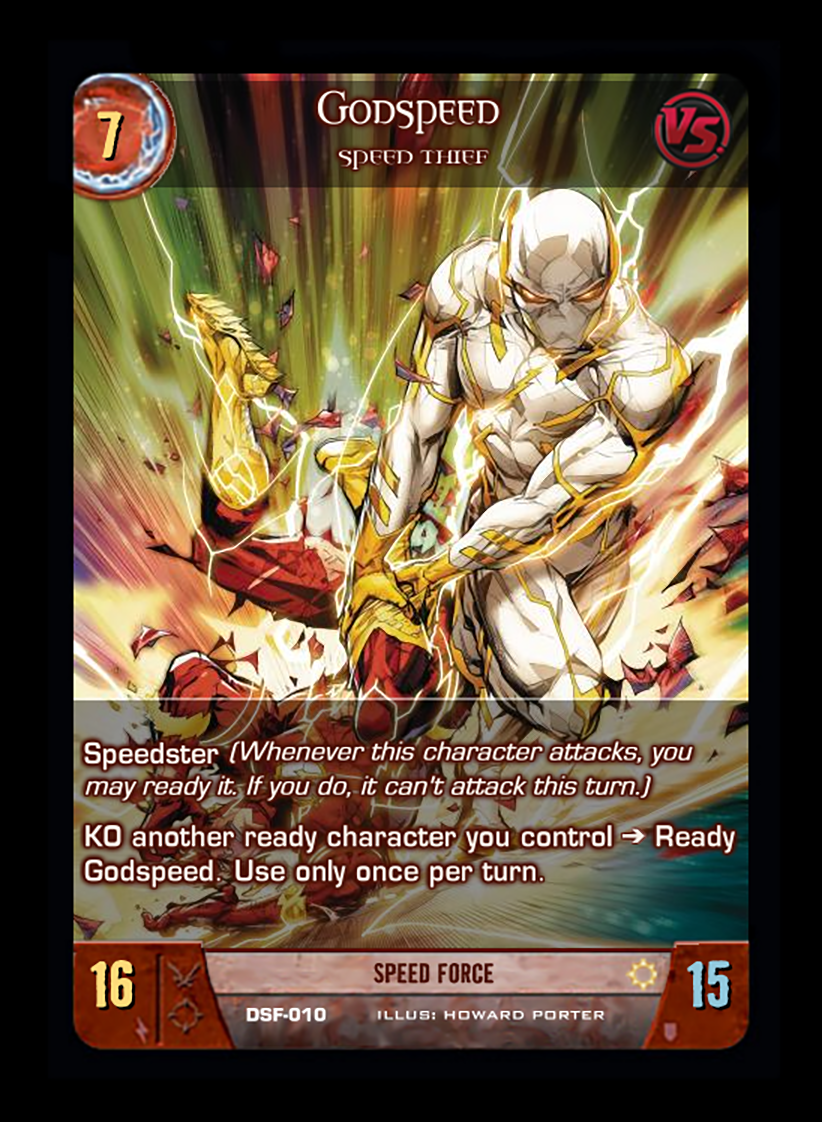 7
Godspeed
VS.
Speed Thief
Speedster (Whenever this character attacks, you
may ready it. If you do, it can't attack this turn.)
KO another ready character you control ➔ Ready
Godspeed. Use only once per turn.
16
SPEED FORCE
15
DSF-010
ILLUS: HOWARD PORTER